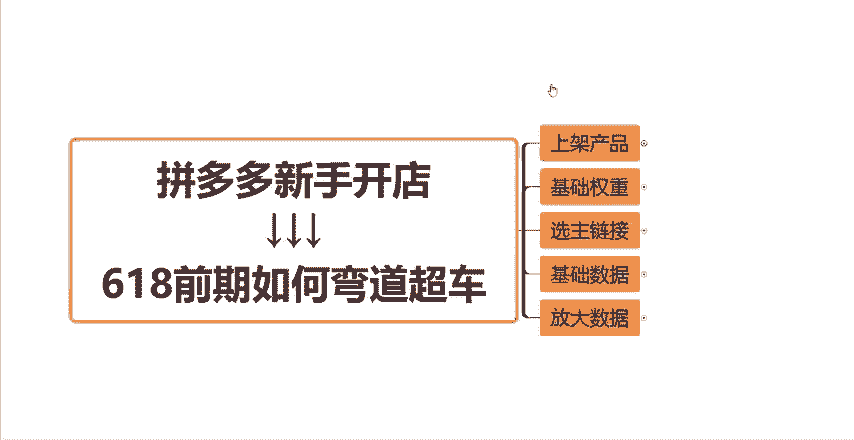 拼多多新手开店
↓↓↓
618前期如何弯道超车
上架产品
基础权重
选主链接
基础数据
放大数据